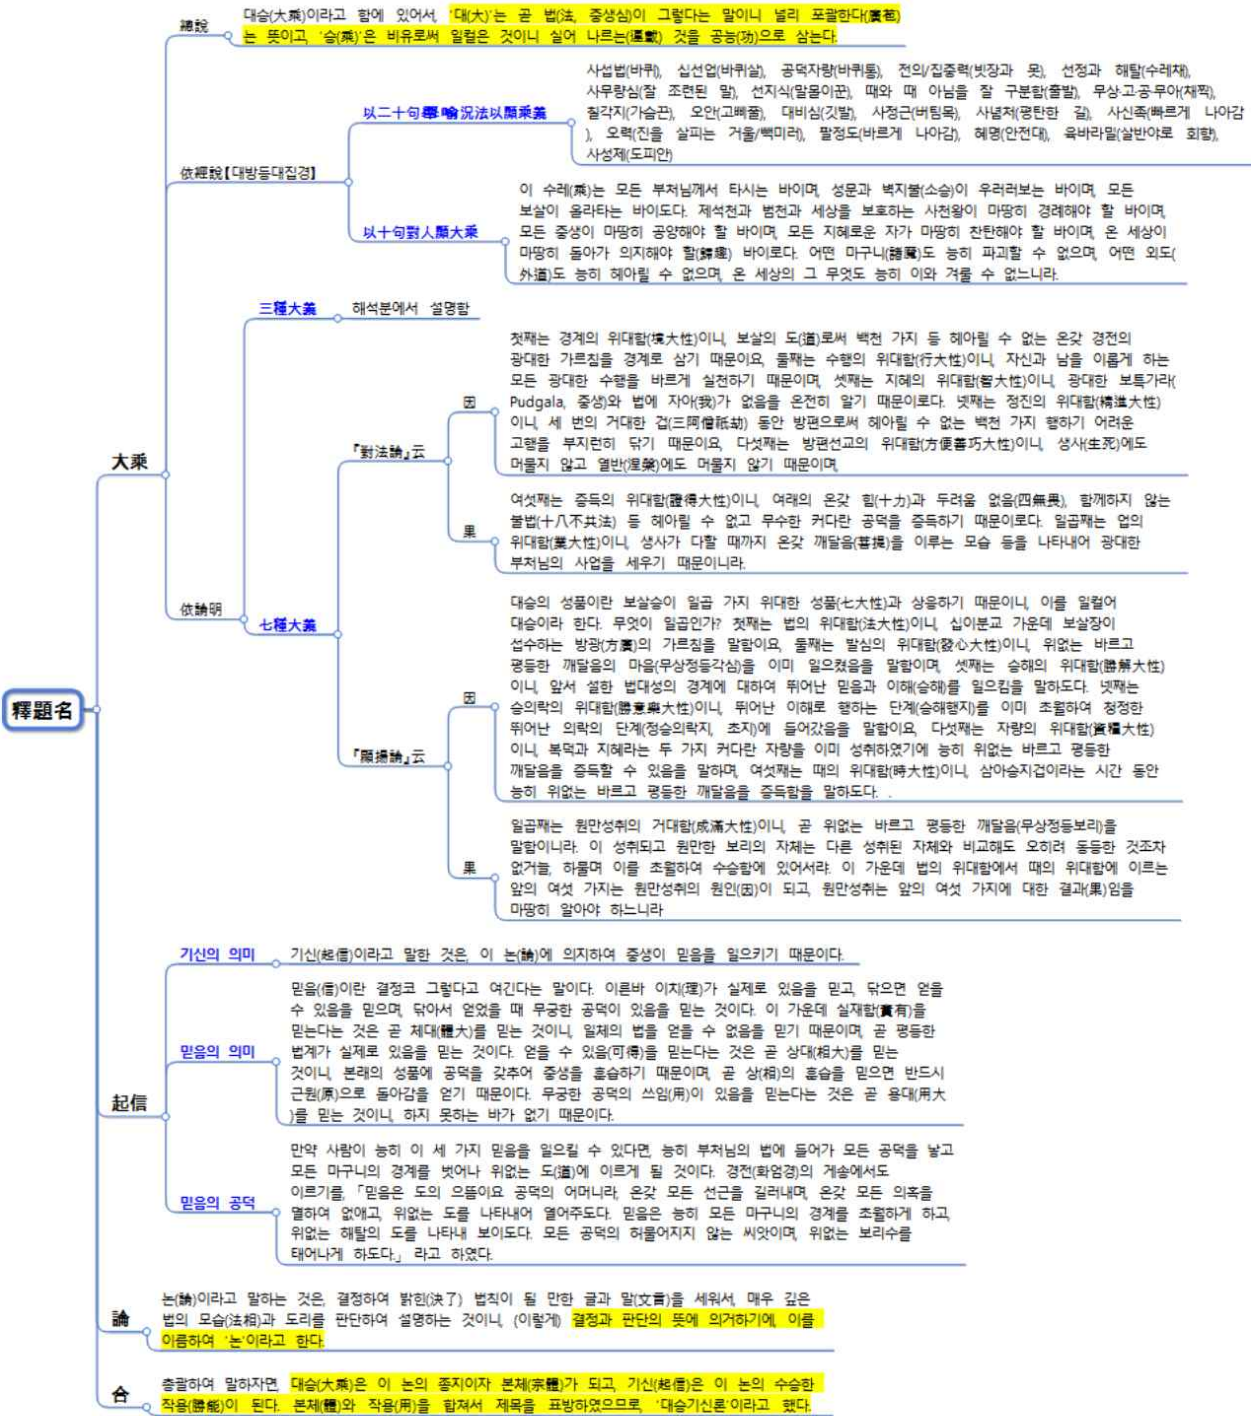 釋題名
大乘
總說
대승(大乘)이라고 함에 있어서, '대(大)'는 곧 법(法, 중생심)이 그렇다는 말이니 널리 포괄한다(廣苞)
는 뜻이고, '승(乘)'은 비유로써 일컬은 것이니 실어 나르는(運載) 것을 공능(功)으로 삼는다.
依經說【대방등대집경】
以二十句擧喩況法以顯乘義
사섭법(바퀴), 십선업(바퀴살), 공덕자량(바퀴통), 전의/집중력(빗장과 못), 선정과 해탈(수레채),
사무량심(잘 조련된 말), 선지식(말몰이꾼), 때와 때 아님을 잘 구분함(출발), 무상·고·공·무아(채찍),
칠각지(가슴끈), 오안(고삐줄), 대비심(깃발), 사정근(버팀목), 사념처(평탄한 길), 사신족(빠르게 나아감
), 오력(진을 살피는 거울/빽미러), 팔정도(바르게 나아감), 혜명(안전대), 육바라밀(살반야로 회향),
사성제(도피안)
以十句對人顯大乘
이 수레(乘)는 모든 부처님께서 타시는 바이며, 성문과 벽지불(소승)이 우러러보는 바이며, 모든
보살이 올라타는 바이도다. 제석천과 범천과 세상을 보호하는 사천왕이 마땅히 경례해야 할 바이며,
모든 중생이 마땅히 공양해야 할 바이며, 모든 지혜로운 자가 마땅히 찬탄해야 할 바이며, 온 세상이
마땅히 돌아가 의지해야 할(歸趣) 바이로다. 어떤 마구니(諸魔)도 능히 파괴할 수 없으며, 어떤 외도(
外道)도 능히 헤아릴 수 없으며, 온 세상의 그 무엇도 능히 이와 겨룰 수 없느니라.
依論明
三種大義
해석분에서 설명함
七種大義
『對法論』云
因
첫째는 경계의 위대함(境大性)이니, 보살의 도(道)로써 백천 가지 등 헤아릴 수 없는 온갖 경전의
광대한 가르침을 경계로 삼기 때문이요, 둘째는 수행의 위대함(行大性)이니, 자신과 남을 이롭게 하는
모든 광대한 수행을 바르게 실천하기 때문이며, 셋째는 지혜의 위대함(智大性)이니, 광대한 보특가라(
Pudgala, 중생)와 법에 자아(我)가 없음을 온전히 알기 때문이로다. 넷째는 정진의 위대함(精進大性)
이니, 세 번의 거대한 겁(三阿僧祇劫) 동안 방편으로써 헤아릴 수 없는 백천 가지 행하기 어려운
고행을 부지런히 닦기 때문이요, 다섯째는 방편선교의 위대함(方便善巧大性)이니, 생사(生死)에도
머물지 않고 열반(涅槃)에도 머물지 않기 때문이며,
果
여섯째는 증득의 위대함(證得大性)이니, 여래의 온갖 힘(十力)과 두려움 없음(四無畏), 함께하지 않는
불법(十八不共法) 등 헤아릴 수 없고 무수한 커다란 공덕을 증득하기 때문이로다. 일곱째는 업의
위대함(業大性)이니, 생사가 다할 때까지 온갖 깨달음(菩提)을 이루는 모습 등을 나타내어 광대한
부처님의 사업을 세우기 때문이니라.
『顯揚論』云
因
대승의 성품이란 보살승이 일곱 가지 위대한 성품(七大性)과 상응하기 때문이니, 이를 일컬어
대승이라 한다. 무엇이 일곱인가? 첫째는 법의 위대함(法大性)이니, 십이분교 가운데 보살장이
섭수하는 방광(方廣)의 가르침을 말함이요, 둘째는 발심의 위대함(發心大性)이니, 위없는 바르고
평등한 깨달음의 마음(무상정등각심)을 이미 일으켰음을 말함이며, 셋째는 승해의 위대함(勝解大性)
이니, 앞서 설한 법대성의 경계에 대하여 뛰어난 믿음과 이해(승해)를 일으킴을 말하도다. 넷째는
승의락의 위대함(勝意樂大性)이니, 뛰어난 이해로 행하는 단계(승해행지)를 이미 초월하여 청정한
뛰어난 의락의 단계(정승의락지, 초지)에 들어갔음을 말함이요, 다섯째는 자량의 위대함(資糧大性)
이니, 복덕과 지혜라는 두 가지 커다란 자량을 이미 성취하였기에 능히 위없는 바르고 평등한
깨달음을 증득할 수 있음을 말하며, 여섯째는 때의 위대함(時大性)이니, 삼아승지겁이라는 시간 동안
능히 위없는 바르고 평등한 깨달음을 증득함을 말하도다. .
果
일곱째는 원만성취의 거대함(成滿大性)이니, 곧 위없는 바르고 평등한 깨달음(무상정등보리)을
말함이니라. 이 성취되고 원만한 보리의 자체는 다른 성취된 자체와 비교해도 오히려 동등한 것조차
없거늘, 하물며 이를 초월하여 수승함에 있어서랴. 이 가운데 법의 위대함에서 때의 위대함에 이르는
앞의 여섯 가지는 원만성취의 원인(因)이 되고, 원만성취는 앞의 여섯 가지에 대한 결과(果)임을
마땅히 알아야 하느니라
起信
기신의 의미
기신(起信)이라고 말한 것은, 이 논(論)에 의지하여 중생이 믿음을 일으키기 때문이다.
믿음의 의미
믿음(信)이란 결정코 그렇다고 여긴다는 말이다. 이른바 이치(理)가 실제로 있음을 믿고, 닦으면 얻을
수 있음을 믿으며, 닦아서 얻었을 때 무궁한 공덕이 있음을 믿는 것이다. 이 가운데 실재함(實有)을
믿는다는 것은 곧 체대(體大)를 믿는 것이니, 일체의 법을 얻을 수 없음을 믿기 때문이며, 곧 평등한
법계가 실제로 있음을 믿는 것이다. 얻을 수 있음(可得)을 믿는다는 것은 곧 상대(相大)를 믿는
것이니, 본래의 성품에 공덕을 갖추어 중생을 훈습하기 때문이며, 곧 상(相)의 훈습을 믿으면 반드시
근원(原)으로 돌아감을 얻기 때문이다. 무궁한 공덕의 쓰임(用)이 있음을 믿는다는 것은 곧 용대(用大
)를 믿는 것이니, 하지 못하는 바가 없기 때문이다.
믿음의 공덕
만약 사람이 능히 이 세 가지 믿음을 일으킬 수 있다면, 능히 부처님의 법에 들어가 모든 공덕을 낳고
모든 마구니의 경계를 벗어나 위없는 도(道)에 이르게 될 것이다. 경전(화엄경)의 게송에서도
이르기를, 「믿음은 도의 으뜸이요 공덕의 어머니라, 온갖 모든 선근을 길러내며, 온갖 모든 의혹을
멸하여 없애고, 위없는 도를 나타내어 열어주도다. 믿음은 능히 모든 마구니의 경계를 초월하게 하고,
위없는 해탈의 도를 나타내 보이도다. 모든 공덕의 허물어지지 않는 씨앗이며, 위없는 보리수를
태어나게 하도다.」 라고 하였다.
論
논(論)이라고 말하는 것은, 결정하여 밝힌(決了) 법칙이 될 만한 글과 말(文言)을 세워서, 매우 깊은
법의 모습(法相)과 도리를 판단하여 설명하는 것이니, (이렇게) 결정과 판단의 뜻에 의거하기에, 이를
이름하여 '논'이라고 한다.
合
총괄하여 말하자면, 대승(大乘)은 이 논의 종지이자 본체(宗體)가 되고, 기신(起信)은 이 논의 수승한
작용(勝能)이 된다. 본체(體)와 작용(用)을 합쳐서 제목을 표방하였으므로, '대승기신론'이라고 했다.